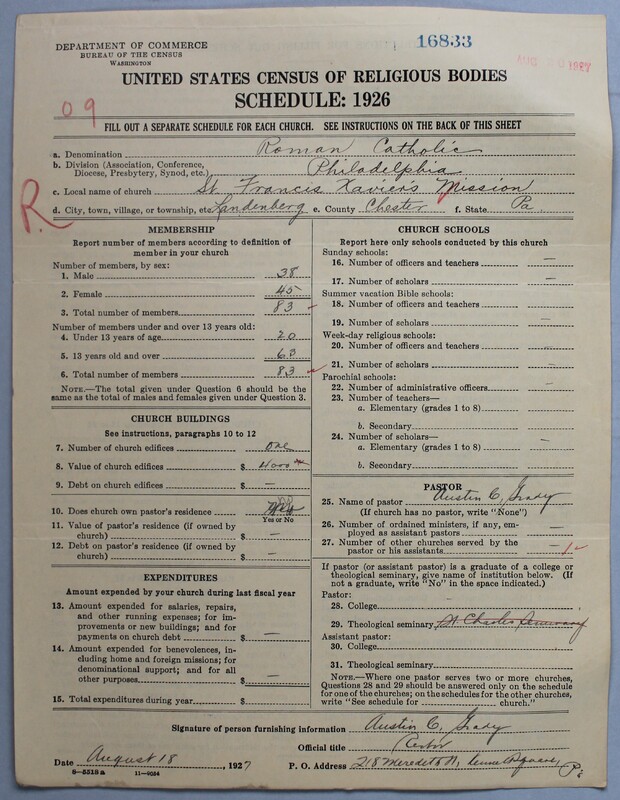 DEPARTMENT OF COMMERCE
BUREAU OF THE CENSUS
WASHINGTON
16833
1927
UNITED STATES CENSUS OF RELIGIOUS BODIES
SCHEDULE: 1926
09
FILL OUT A SEPARATE SCHEDULE FOR EACH CHURCH. SEE INSTRUCTIONS ON THE BACK OF THIS SHEET
a. Denomination Roman Catholic
b. Division (Association, Conference, Diocese, Presbytery, Synod, etc.) Philadelphia
c. Local name of church St. Francis Xavier's Mission
R.
d. City, town, village, or township, etc. Landenberg e. County Chester f. State Pa
MEMBERSHIP
Report number of members according to definition of
member in your church
Number of members, by sex:
1. Male 38
2. Female 45
3. Total number of members 83
Number of members under and over 13 years old:
4. Under 13 years of age 20
5. 13 years old and over 63
6. Total number of members 83
NOTE.—The total given under Question 6 should be the
same as the total of males and females given under Question 3.
CHURCH BUILDINGS
See instructions, paragraphs 10 to 12
7. Number of church edifices one
8. Value of church edifices $ 4000
9. Debt on church edifices $ —
10. Does church own pastor's residence
Yes or No
11. Value of pastor's residence (if owned by
church) $ —
12. Debt on pastor's residence (if owned by
church) $ —
EXPENDITURES
Amount expended by your church during last fiscal year
13. Amount expended for salaries, repairs,
and other running expenses; for im-
provements or new buildings; and for
payments on church debt $ —
14. Amount expended for benevolences, in-
cluding home and foreign missions; for
denominational support; and for all
other purposes $ —
15. Total expenditures during year $
CHURCH SCHOOLS
Report here only schools conducted by this church
Sunday schools:
16. Number of officers and teachers —
17. Number of scholars —
Summer vacation Bible schools:
18. Number of officers and teachers —
19. Number of scholars —
Week-day religious schools:
20. Number of officers and teachers —
21. Number of scholars —
Parochial schools:
22. Number of administrative officers —
23. Number of teachers—
a. Elementary (grades 1 to 8) —
b. Secondary
24. Number of scholars—
a. Elementary (grades 1 to 8) —
b. Secondary
PASTOR
25. Name of pastor Austin C. Grady
(If church has no pastor, write "None")
26. Number of ordained ministers, if any, em-
ployed as assistant pastors —
27. Number of other churches served by the
pastor or his assistants 1
If pastor (or assistant pastor) is a graduate of a college or
theological seminary, give name of institution below. (If
not a graduate, write "No" in the space indicated.)
Pastor:
28. College
29. Theological seminary St Charles Seminary
Assistant pastor:
30. College
31. Theological seminary
NOTE.—Where one pastor serves two or more churches,
Questions 28 and 29 should be answered only on the schedule
for one of the churches; on the schedules for the other churches,
write "See schedule for church."
Signature of person furnishing information Austin C. Grady
Official title Rector
Date August 18, 1927 P. O. Address 218 Meredith St, Kennett Square, Pa
8—5518 a 11—9064